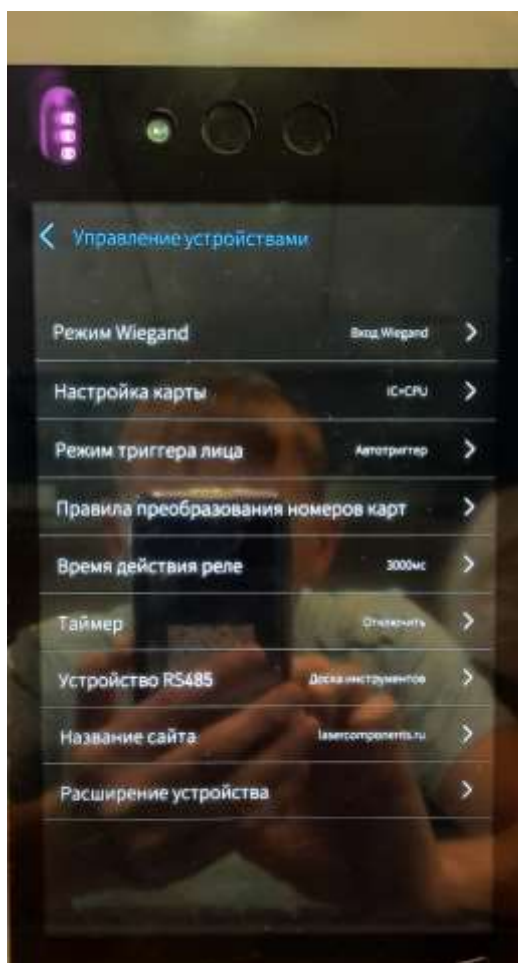 Управление устройствами
Режим Wiegand Вход Wiegand
Настройка карты IC+CPU
Режим триггера лица Автотриггер
Правила преобразования номеров карт
Время действия реле 3000мс
Таймер Отключить
Устройство RS485 Доска инструментов
Название сайта lasercomponents.ru
Расширение устройства